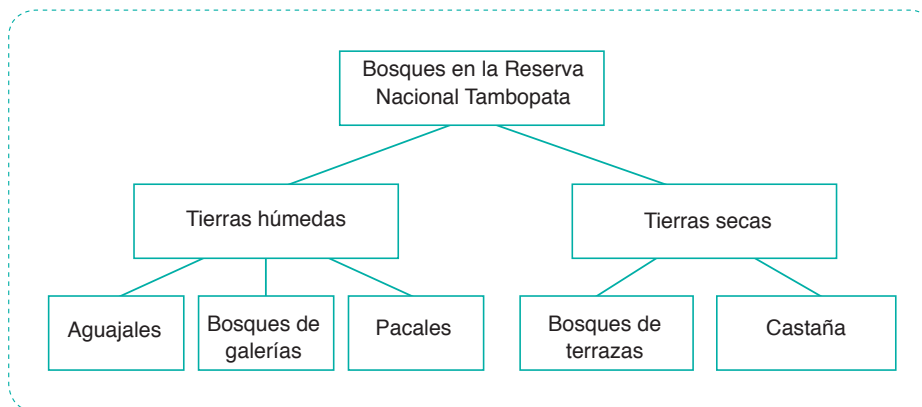 Bosques en la Reserva
Nacional Tambopata
Tierras húmedas
Tierras secas
Aguajales
Bosques de
galerías
Pacales
Bosques de
terrazas
Castaña